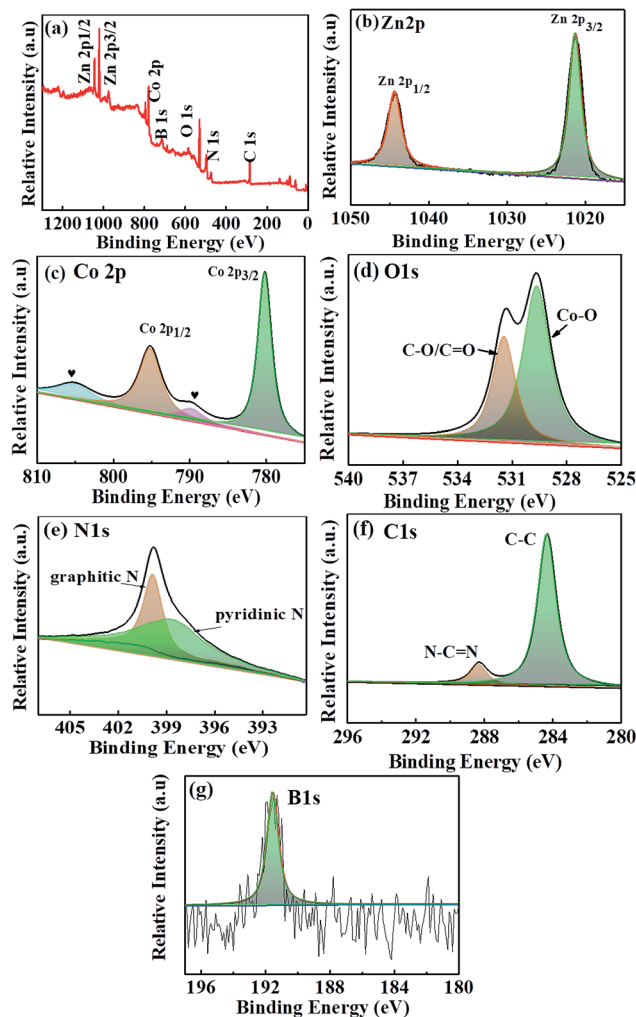 (a)
Zn 2p1/2
Zn 2p3/2
Co 2p
B 1s
O 1s
N 1s
C 1s
Relative Intensity (a.u)
1200 1000 800 600 400 200 0
Binding Energy (eV)
(b) Zn2p
Zn 2p3/2
Zn 2p1/2
Relative Intensity (a.u)
1050 1040 1030 1020
Binding Energy (eV)
(c) Co 2p
Co 2p3/2
Co 2p1/2
♥
♥
Relative Intensity (a.u)
810 800 790 780
Binding Energy (eV)
(d) O1s
Co-O
C-O/C=O
Relative Intensity (a.u.)
540 537 534 531 528 525
Binding Energy (eV)
(e) N1s
graphitic N
pyridinic N
Relative Intensity (a.u.)
405 402 399 396 393
Binding Energy (eV)
(f) C1s
C-C
N-C=N
Relative Intensity (a.u.)
296 292 288 284 280
Binding Energy (eV)
(g) B1s
Relative Intensity (a.u)
196 192 188 184 180
Binding Energy (eV)